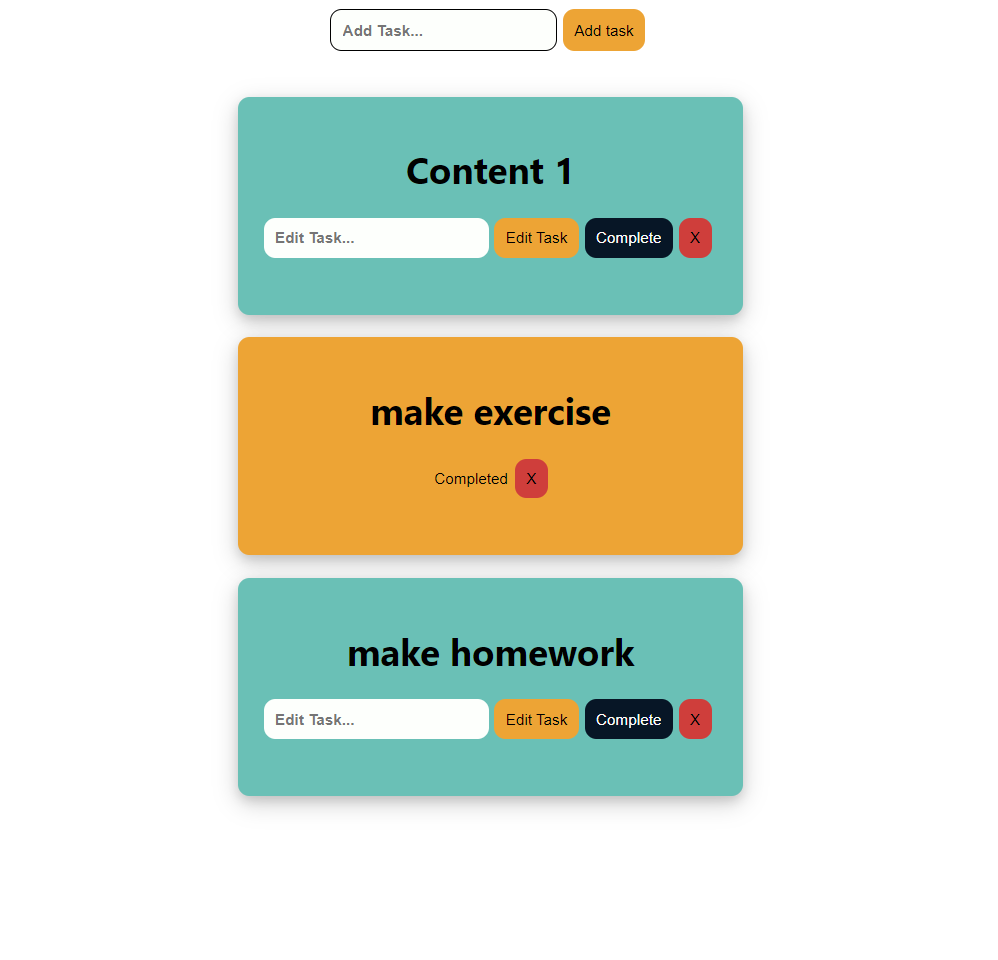 Add Task... Add task
Content 1
Edit Task... Edit Task Complete X
make exercise
Completed X
make homework
Edit Task... Edit Task Complete X